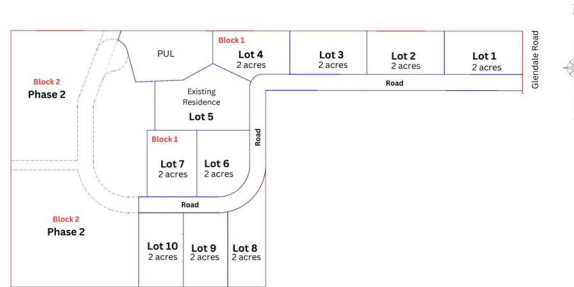 Block 1
Lot 4
2 acres
Lot 3
2 acres
Lot 2
2 acres
Lot 1
2 acres
Glendale Road
PUL
Block 2
Phase 2
Road
Existing
Residence
Lot 5
Road
Block 1
Lot 7
2 acres
Lot 6
2 acres
Road
Block 2
Phase 2
Lot 10
2 acres
Lot 9
2 acres
Lot 8
2 acres